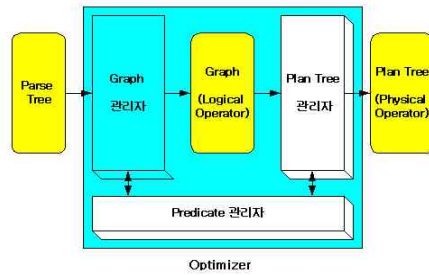 Parse
Tree
Graph
관리자
Graph
(Logical
Operator)
Plan Tree
관리자
Plan Tree
(Physical
Operator)
Predicate 관리자
Optimizer